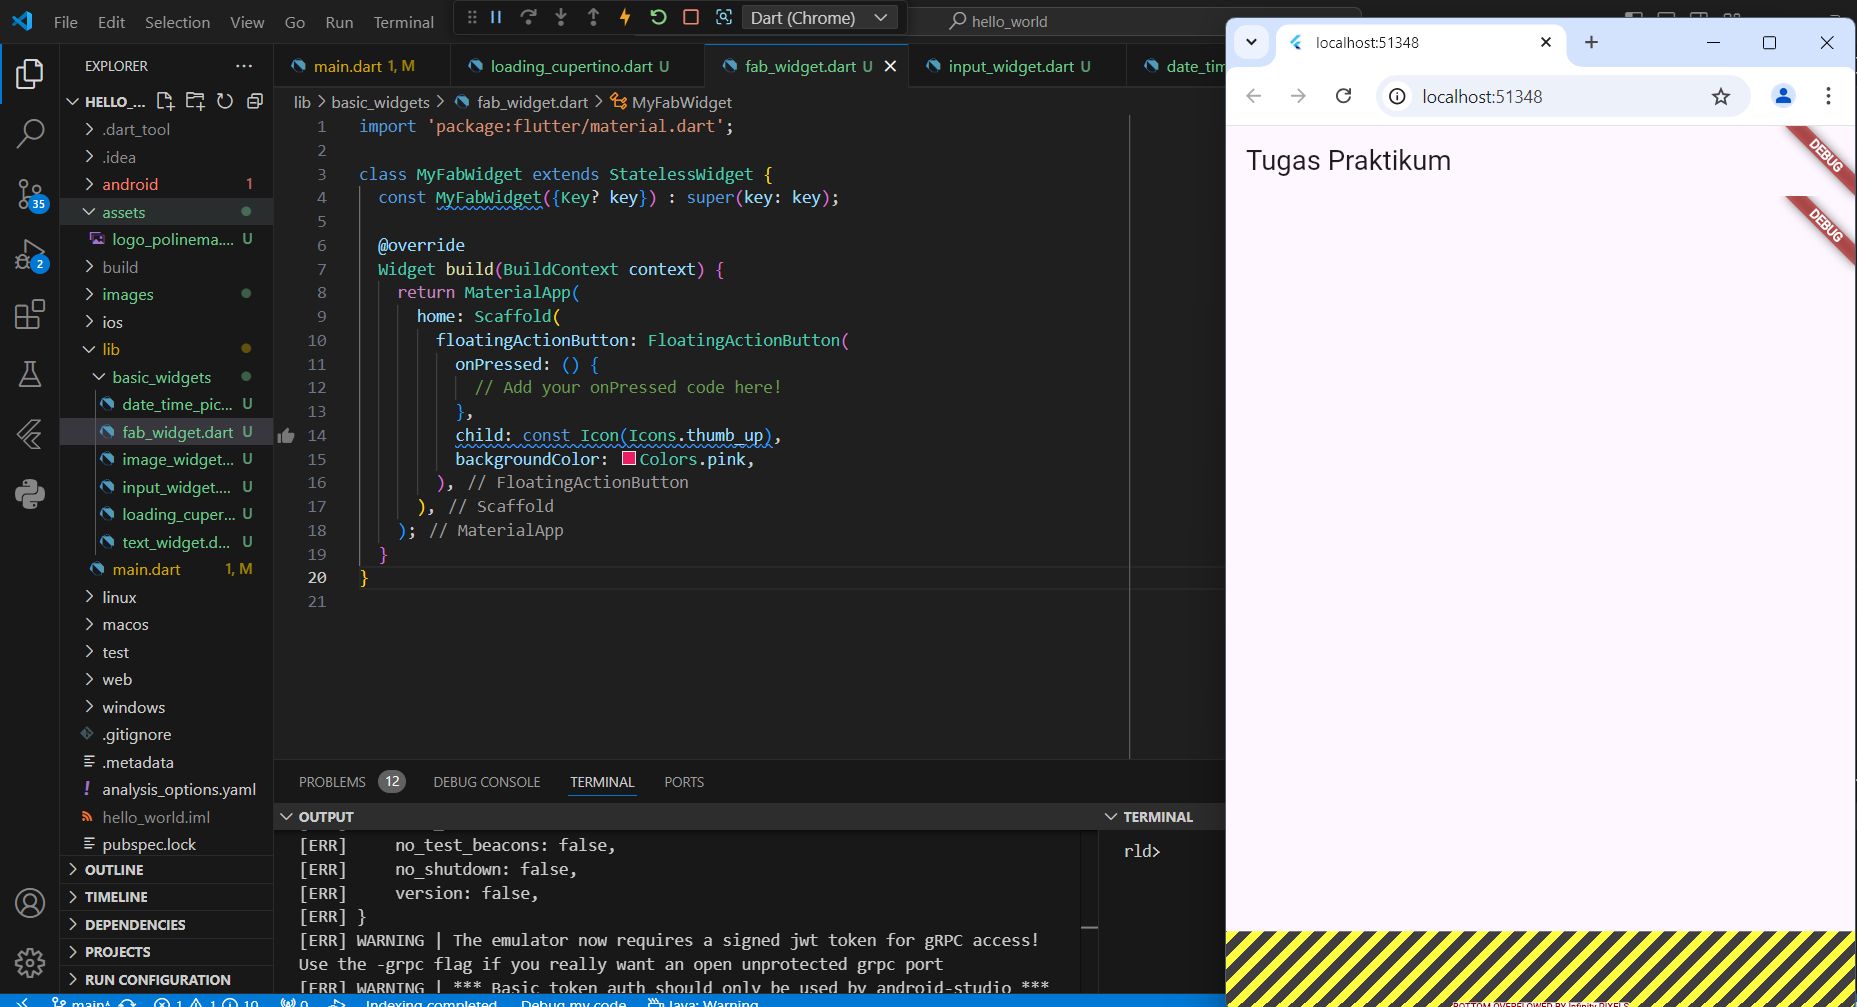 File Edit Selection View Go Run Terminal
Dart (Chrome)
hello_world
EXPLORER
HELLO_...
.dart_tool
.idea
android 1
assets
logo_polinema.... U
build
images
ios
lib
basic_widgets
date_time_pic... U
fab_widget.dart U
image_widget... U
input_widget.... U
loading_cuper... U
text_widget.d... U
main.dart 1, M
linux
macos
test
web
windows
.gitignore
.metadata
analysis_options.yaml
hello_world.iml
pubspec.lock
OUTLINE
TIMELINE
DEPENDENCIES
PROJECTS
RUN CONFIGURATION
35
2
main.dart 1, M
loading_cupertino.dart U
fab_widget.dart U
input_widget.dart U
date_tim
lib > basic_widgets > fab_widget.dart > MyFabWidget
1 import 'package:flutter/material.dart';
2
3 class MyFabWidget extends StatelessWidget {
4 const MyFabWidget({Key? key}) : super(key: key);
5
6 @override
7 Widget build(BuildContext context) {
8 return MaterialApp(
9 home: Scaffold(
10 floatingActionButton: FloatingActionButton(
11 onPressed: () {
12 // Add your onPressed code here!
13 },
14 child: const Icon(Icons.thumb_up),
15 backgroundColor: Colors.pink,
16 ), // FloatingActionButton
17 ), // Scaffold
18 ); // MaterialApp
19 }
20 }
21
PROBLEMS 12 DEBUG CONSOLE TERMINAL PORTS
OUTPUT
[ERR] no_test_beacons: false,
[ERR] no_shutdown: false,
[ERR] version: false,
[ERR] }
[ERR] WARNING | The emulator now requires a signed jwt token for gRPC access!
Use the -grpc flag if you really want an open unprotected grpc port
[ERR] WARNING | *** Basic token auth should only be used by android-studio ***
TERMINAL
rld>
main* 1 1 10 0 Indexing completed. Debug my code Java: Warning
localhost:51348
localhost:51348
Tugas Praktikum
DEBUG
DEBUG
BOTTOM OVERFLOWED BY Infinity PIXELS